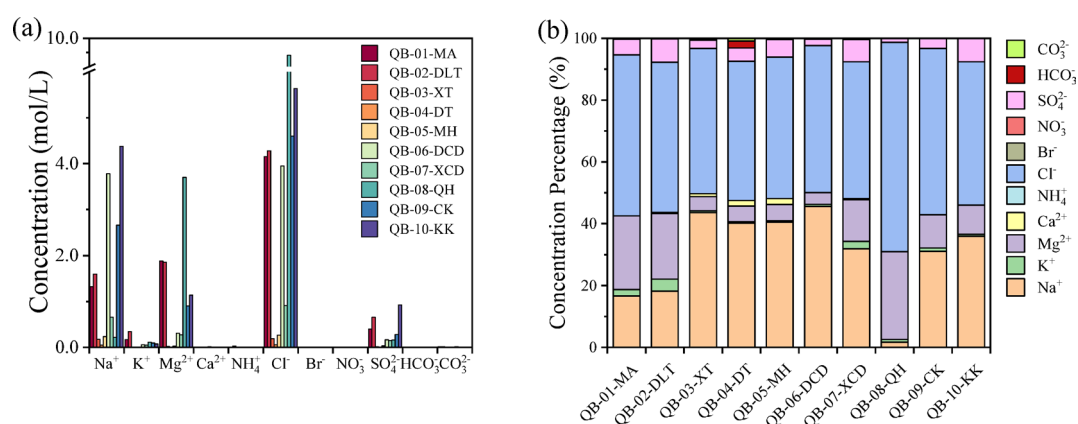 (a)
10.0
4.0
2.0
0.0
Concentration (mol/L)
QB-01-MA
QB-02-DLT
QB-03-XT
QB-04-DT
QB-05-MH
QB-06-DCD
QB-07-XCD
QB-08-QH
QB-09-CK
QB-10-KK
Na⁺ K⁺ Mg²⁺ Ca²⁺ NH₄⁺ Cl⁻ Br⁻ NO₃⁻ SO₄²⁻ HCO₃⁻ CO₃²⁻
(b)
100
80
60
40
20
0
Concentration Percentage (%)
CO₃²⁻
HCO₃⁻
SO₄²⁻
NO₃⁻
Br⁻
Cl⁻
NH₄⁺
Ca²⁺
Mg²⁺
K⁺
Na⁺
QB-01-MA
QB-02-DLT
QB-03-XT
QB-04-DT
QB-05-MH
QB-06-DCD
QB-07-XCD
QB-08-QH
QB-09-CK
QB-10-KK